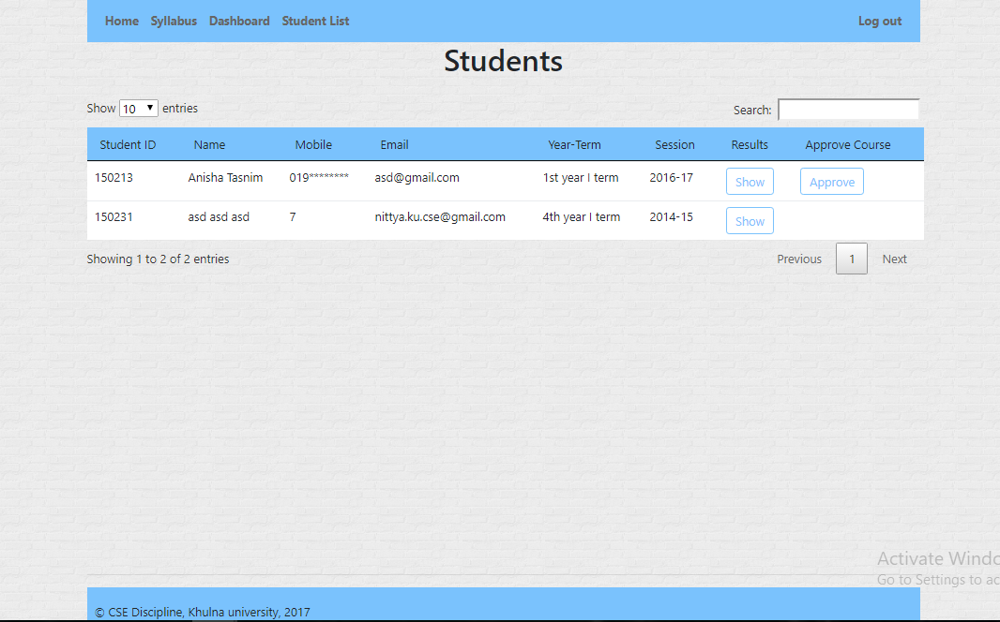 Home Syllabus Dashboard Student List Log out
Students
Show 10 entries Search:
Student ID Name Mobile Email Year-Term Session Results Approve Course
150213 Anisha Tasnim 019******** asd@gmail.com 1st year I term 2016-17 Show Approve
150231 asd asd asd 7 nittya.ku.cse@gmail.com 4th year I term 2014-15 Show
Showing 1 to 2 of 2 entries Previous 1 Next
Activate Windo
Go to Settings to ac
© CSE Discipline, Khulna university, 2017